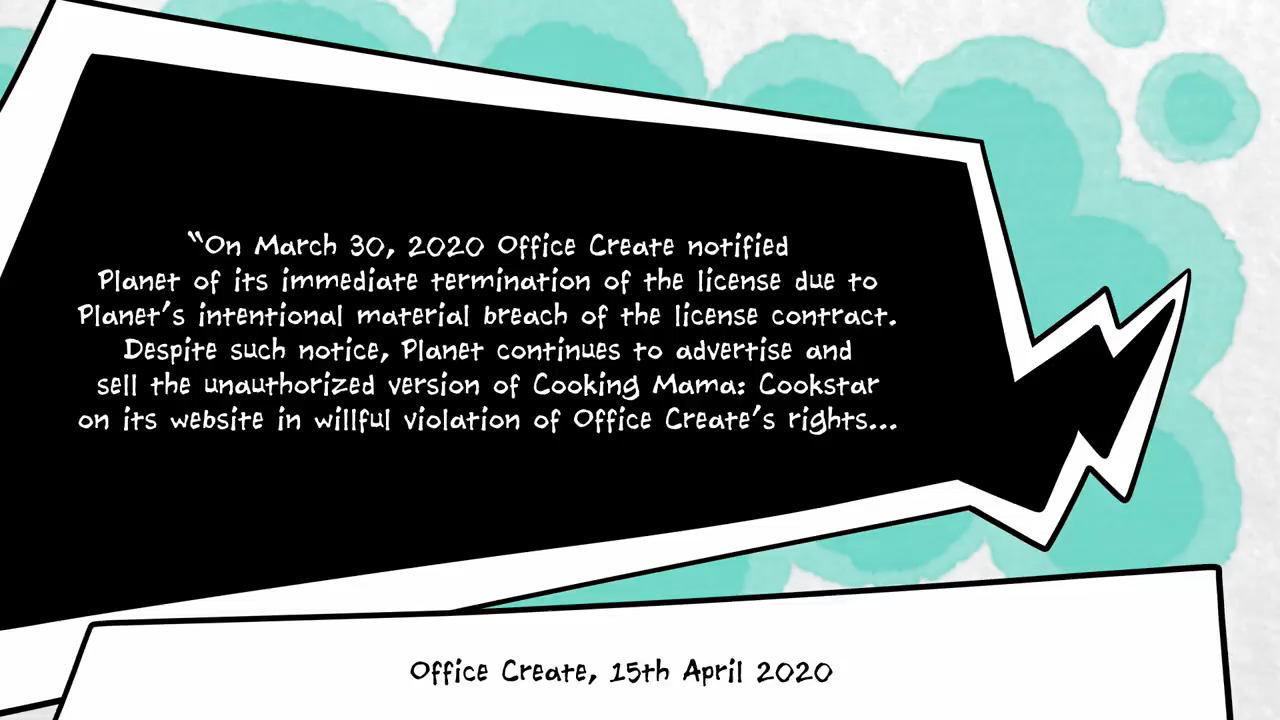 “On March 30, 2020 Office Create notified
Planet of its immediate termination of the license due to
Planet's intentional material breach of the license contract.
Despite such notice, Planet continues to advertise and
sell the unauthorized version of Cooking Mama: Cookstar
on its website in willful violation of Office Create's rights...
Office Create, 15th April 2020